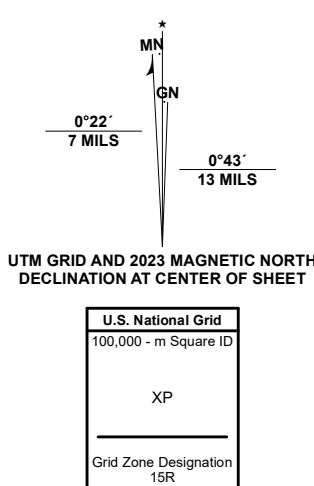 ★
MN
GN
0°22´
7 MILS
0°43´
13 MILS
UTM GRID AND 2023 MAGNETIC NORTH
DECLINATION AT CENTER OF SHEET
U.S. National Grid
100,000 - m Square ID
XP
Grid Zone Designation
15R